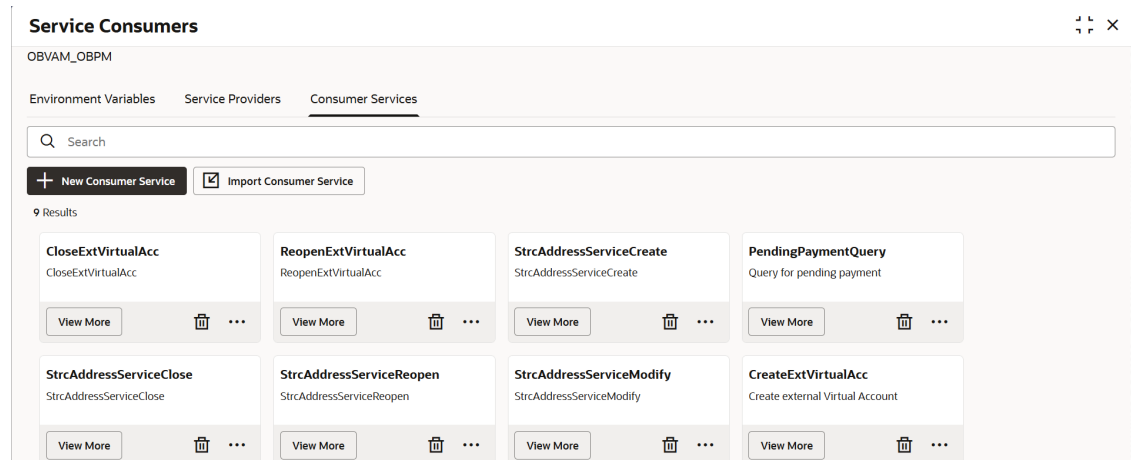 Service Consumers
OBVAM_OBPM
Environment Variables Service Providers Consumer Services
Search
New Consumer Service Import Consumer Service
9 Results
CloseExtVirtualAcc ReopenExtVirtualAcc StrcAddressServiceCreate PendingPaymentQuery
CloseExtVirtualAcc ReopenExtVirtualAcc StrcAddressServiceCreate Query for pending payment
View More View More View More View More
StrcAddressServiceClose StrcAddressServiceReopen StrcAddressServiceModify CreateExtVirtualAcc
StrcAddressServiceClose StrcAddressServiceReopen StrcAddressServiceModify Create external Virtual Account
View More View More View More View More